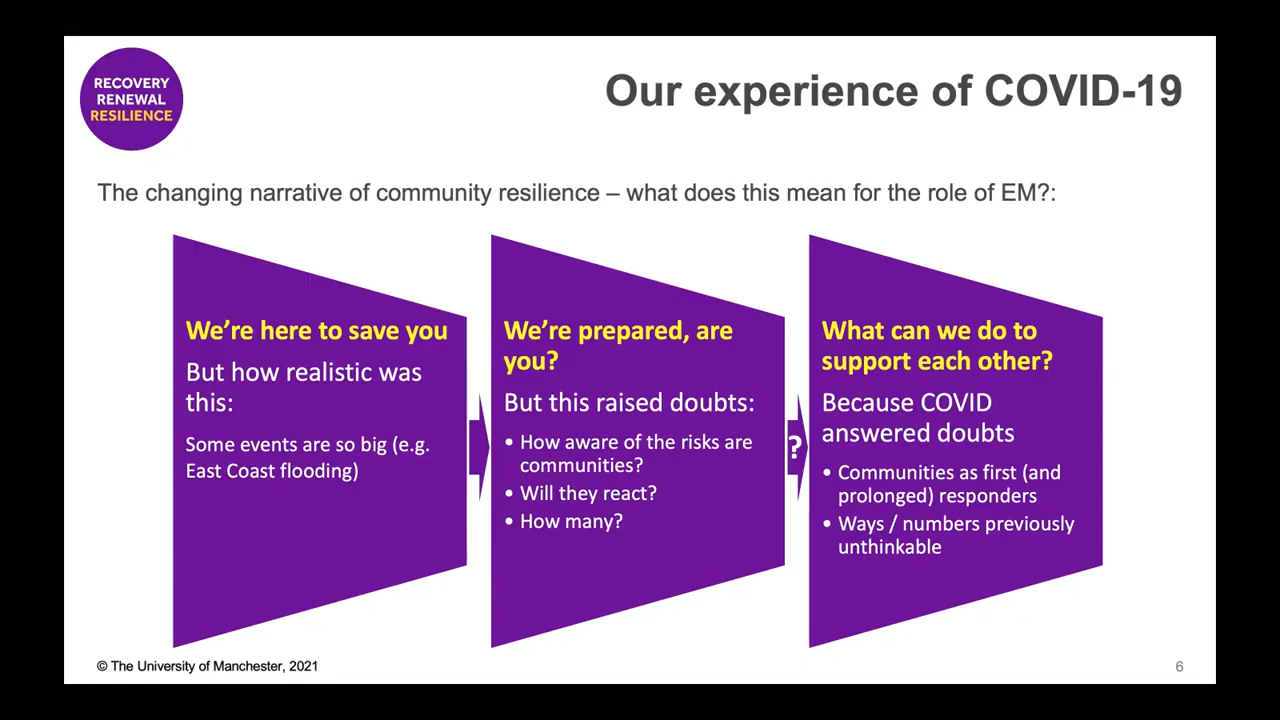 RECOVERY
RENEWAL
RESILIENCE
Our experience of COVID-19
The changing narrative of community resilience – what does this mean for the role of EM?:
We're here to save you
But how realistic was
this:
Some events are so big (e.g.
East Coast flooding)
We're prepared, are
you?
But this raised doubts:
• How aware of the risks are
communities?
• Will they react?
• How many?
?
What can we do to
support each other?
Because COVID
answered doubts
• Communities as first (and
prolonged) responders
• Ways / numbers previously
unthinkable
© The University of Manchester, 2021
6